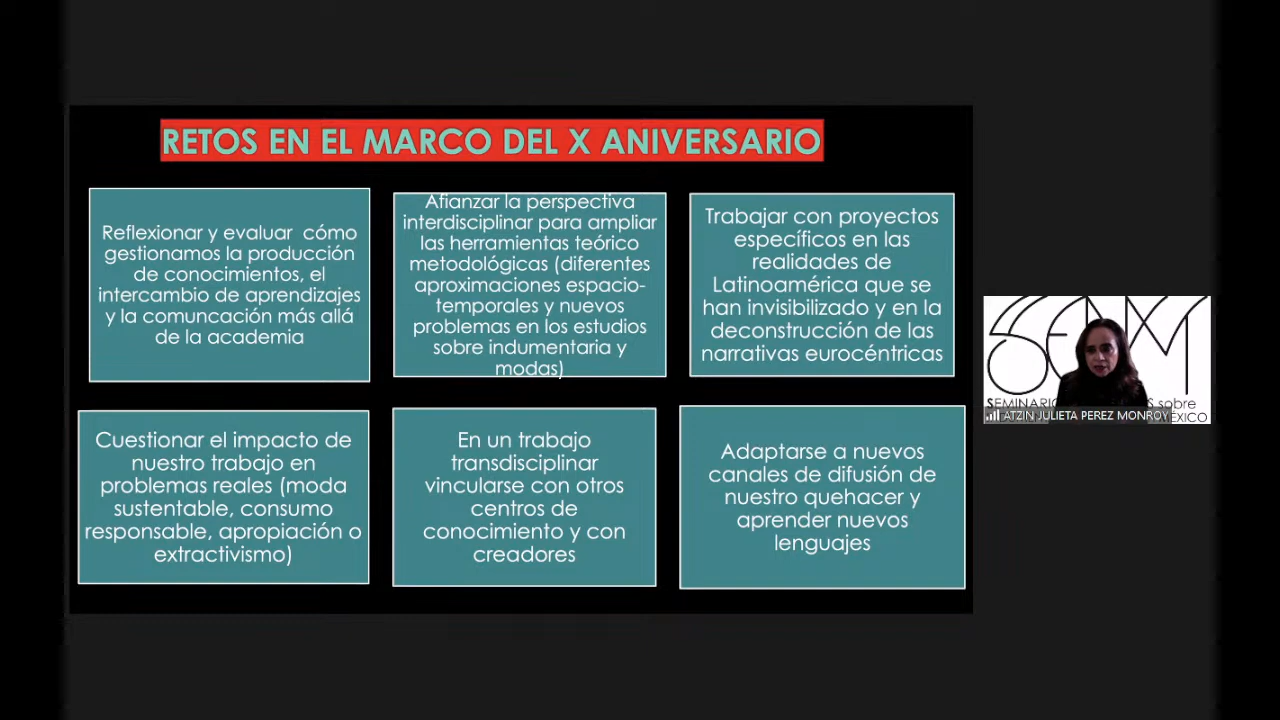 RETOS EN EL MARCO DEL X ANIVERSARIO
Reflexionar y evaluar cómo
gestionamos la producción
de conocimientos, el
intercambio de aprendizajes
y la comuncación más allá
de la academia
Afianzar la perspectiva
interdisciplinar para ampliar
las herramientas teórico
metodológicas (diferentes
aproximaciones espacio-
temporales y nuevos
problemas en los estudios
sobre indumentaria y
modas)
Trabajar con proyectos
específicos en las
realidades de
Latinoamérica que se
han invisibilizado y en la
deconstrucción de las
narrativas eurocéntricas
Cuestionar el impacto de
nuestro trabajo en
problemas reales (moda
sustentable, consumo
responsable, apropiación o
extractivismo)
En un trabajo
transdisciplinar
vincularse con otros
centros de
conocimiento y con
creadores
Adaptarse a nuevos
canales de difusión de
nuestro quehacer y
aprender nuevos
lenguajes
SEMINARIO sobre
ATZIN JULIETA PEREZ MONROY MÉXICO